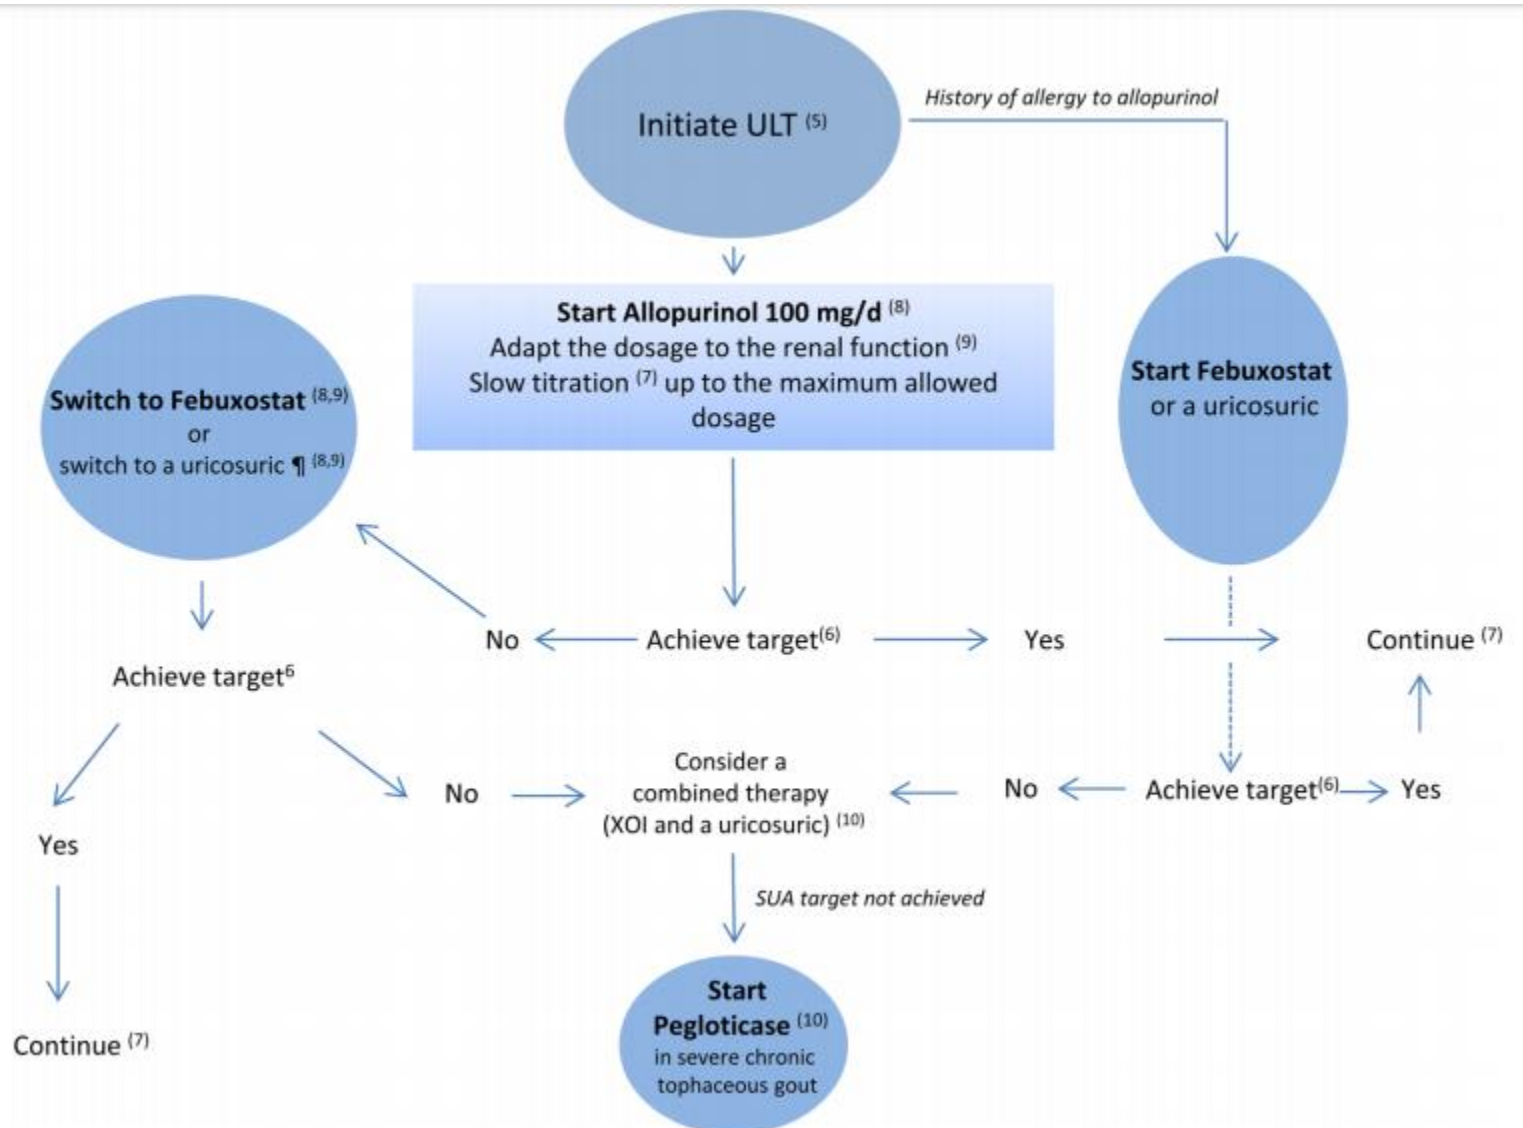 Initiate ULT (5)
History of allergy to allopurinol
Start Allopurinol 100 mg/d (8)
Adapt the dosage to the renal function (9)
Slow titration (7) up to the maximum allowed
dosage
Switch to Febuxostat (8,9)
or
switch to a uricosuric ¶ (8,9)
Start Febuxostat
or a uricosuric
No
Achieve target(6)
Yes
Continue (7)
Achieve target6
Yes
Continue (7)
No
Consider a
combined therapy
(XOI and a uricosuric) (10)
No
Achieve target(6)
Yes
SUA target not achieved
Start
Pegloticase (10)
in severe chronic
tophaceous gout